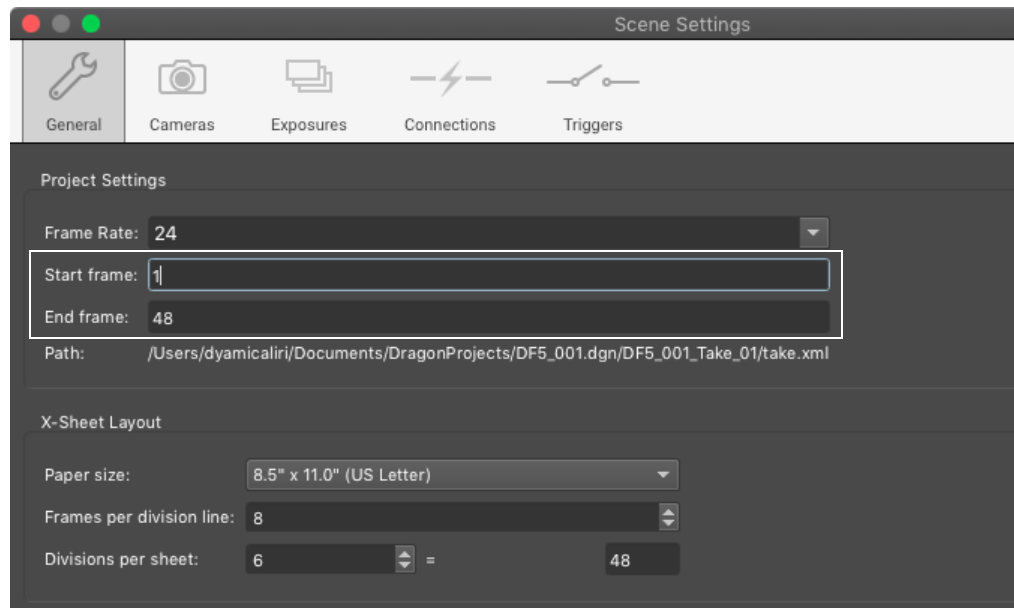 Scene Settings
General Cameras Exposures Connections Triggers
Project Settings
Frame Rate: 24
Start frame: 1
End frame: 48
Path: /Users/dyamicaliri/Documents/DragonProjects/DF5_001.dgn/DF5_001_Take_01/take.xml
X-Sheet Layout
Paper size: 8.5" x 11.0" (US Letter)
Frames per division line: 8
Divisions per sheet: 6 = 48